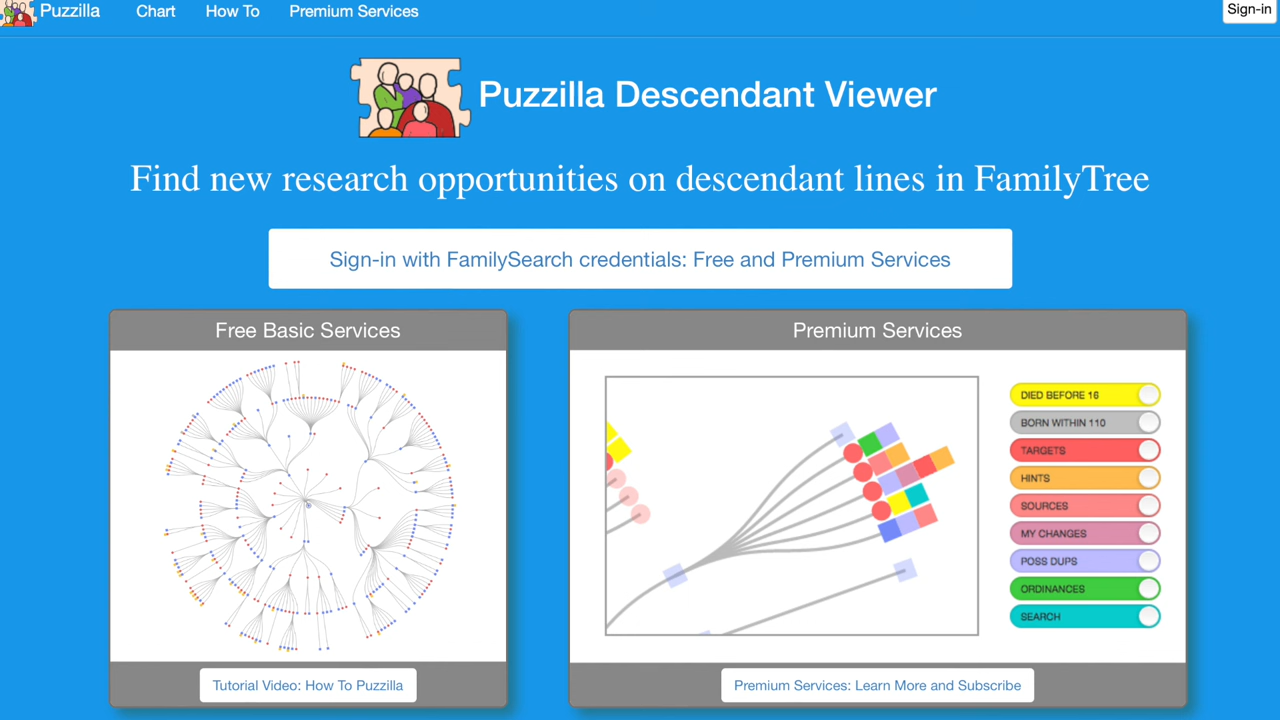 Puzzilla Chart How To Premium Services Sign-in
Puzzilla Descendant Viewer
Find new research opportunities on descendant lines in FamilyTree
Sign-in with FamilySearch credentials: Free and Premium Services
Free Basic Services
Tutorial Video: How To Puzzilla
Premium Services
DIED BEFORE 16
BORN WITHIN 110
TARGETS
HINTS
SOURCES
MY CHANGES
POSS DUPS
ORDINANCES
SEARCH
Premium Services: Learn More and Subscribe